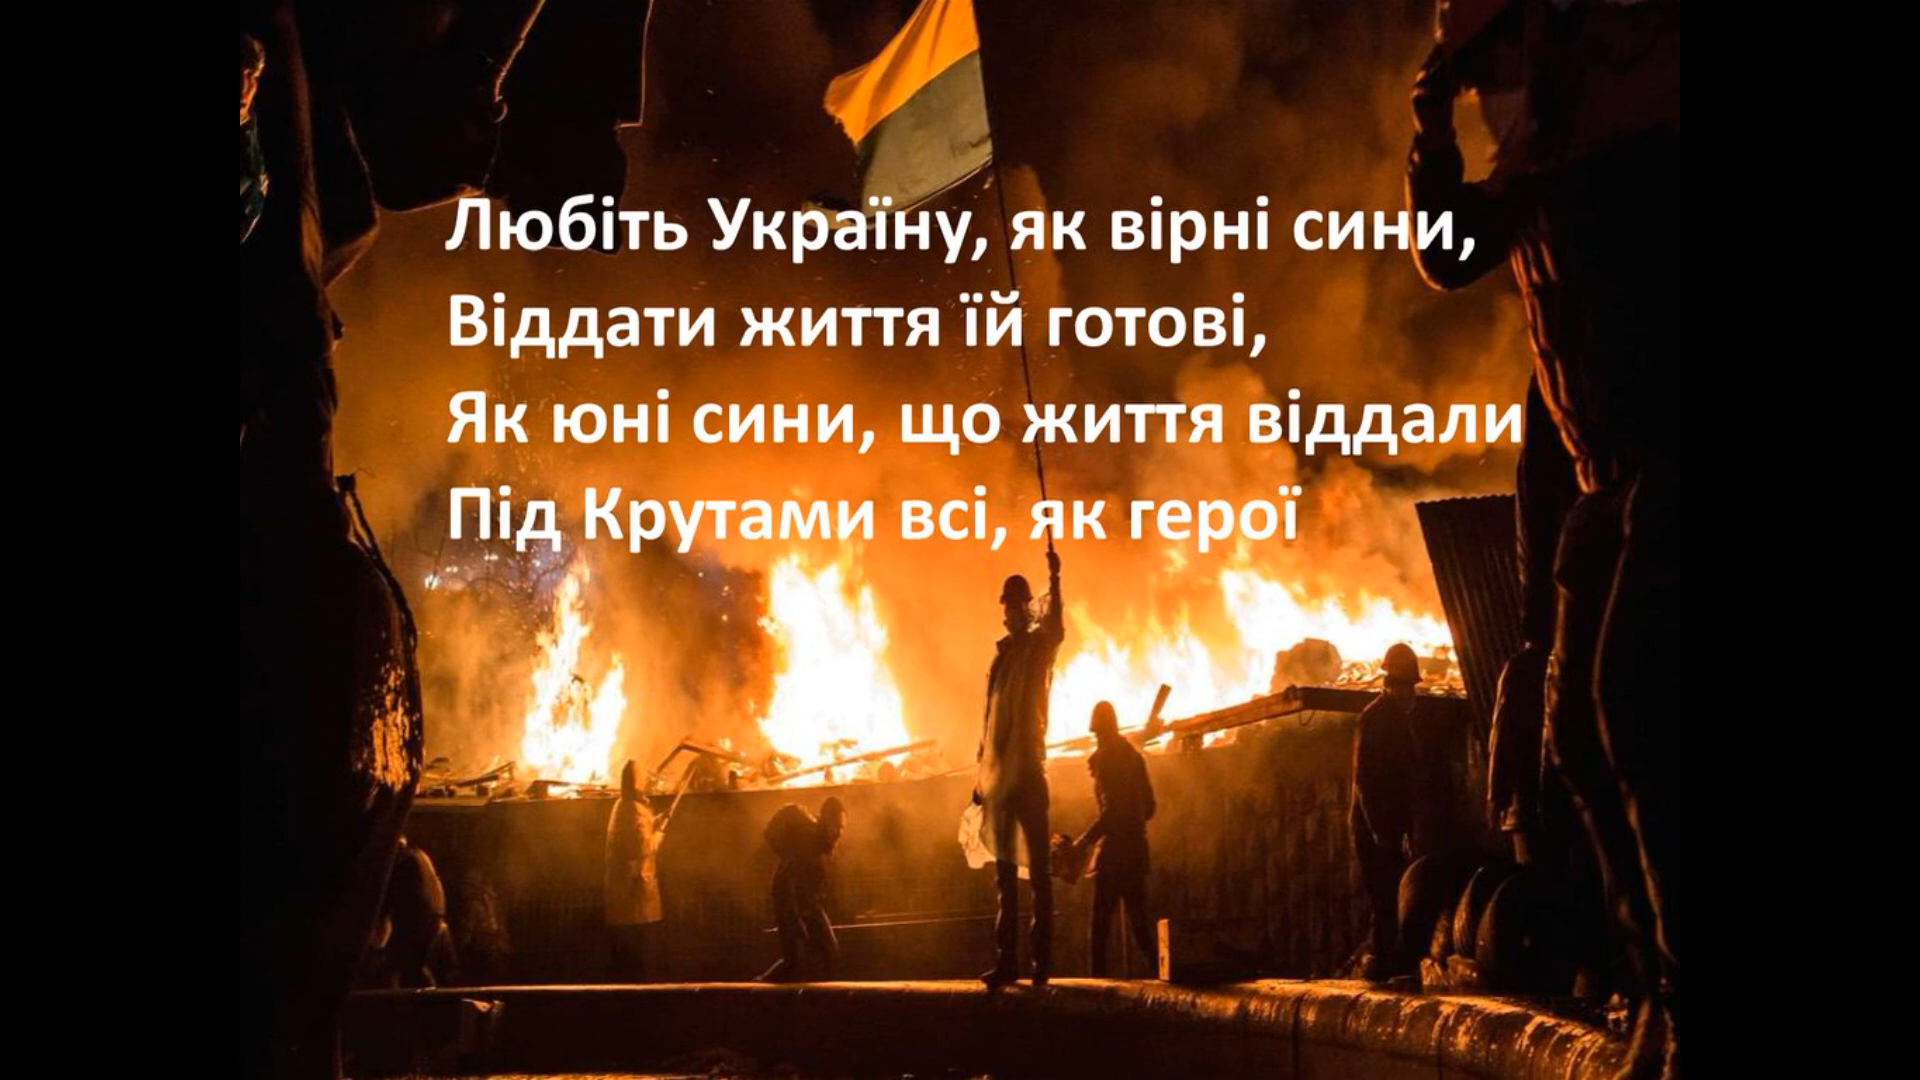 Любіть Україну, як вірні сини,
Віддати життя їй готові,
Як юні сини, що життя віддали
Під Крутами всі, як герої